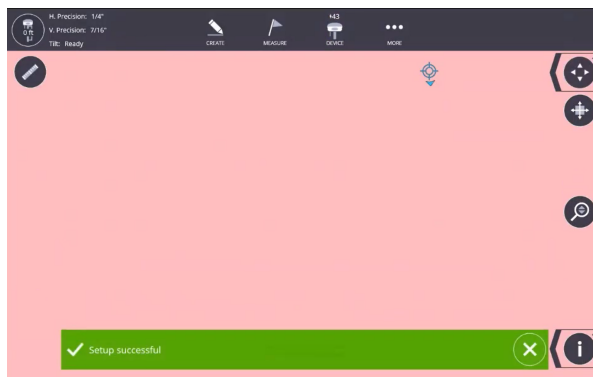 H. Precision: 1/4"
V. Precision: 7/16"
Tilt: Ready
0 ft
CREATE
MEASURE
43
DEVICE
MORE
Setup successful
i